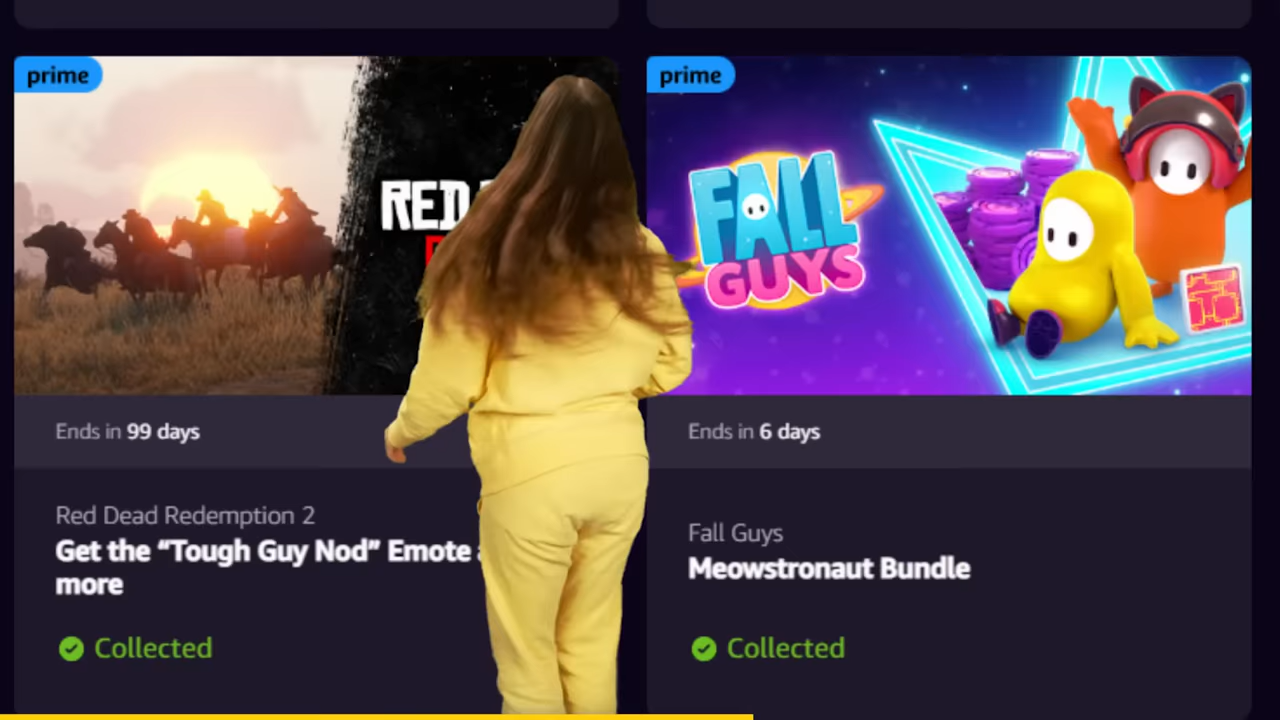 prime
prime
RED
FALL
GUYS
Ends in 99 days
Ends in 6 days
Red Dead Redemption 2
Get the “Tough Guy Nod” Emote
more
Collected
Fall Guys
Meowstronaut Bundle
Collected